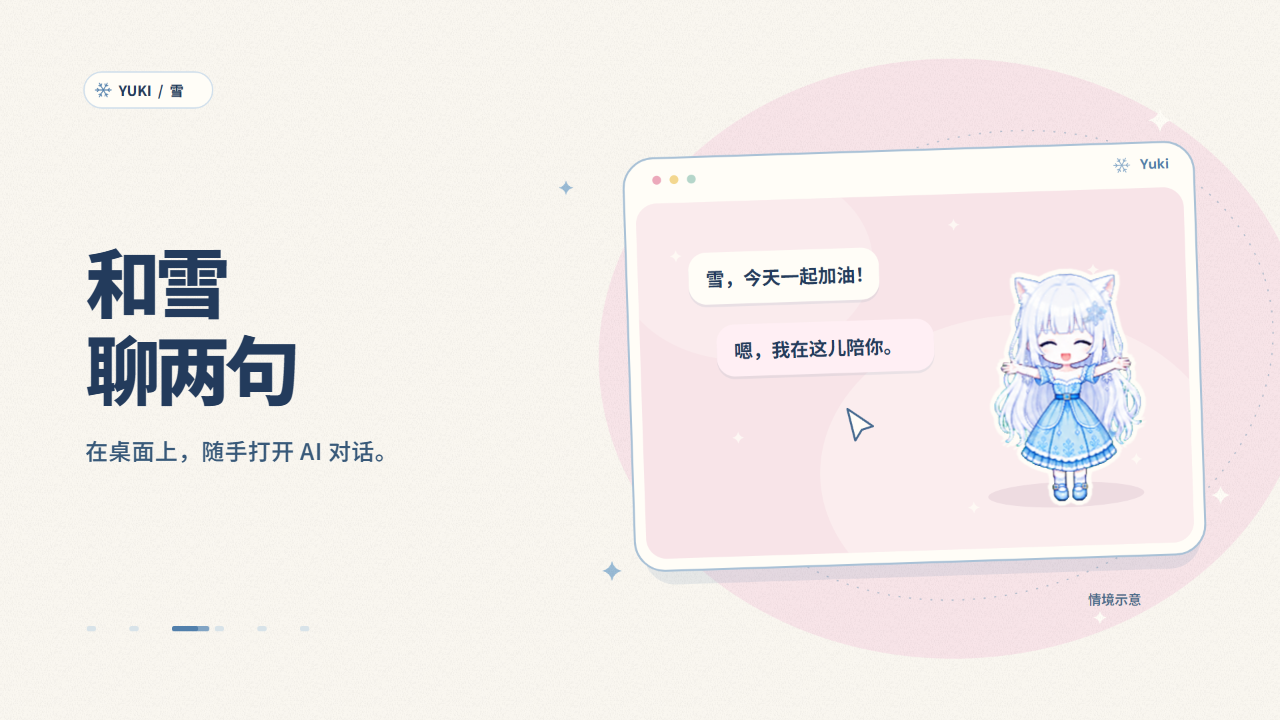 YUKI / 雪
和雪
聊两句
在桌面上，随手打开 AI 对话。
Yuki
雪，今天一起加油！
嗯，我在这儿陪你。
情境示意